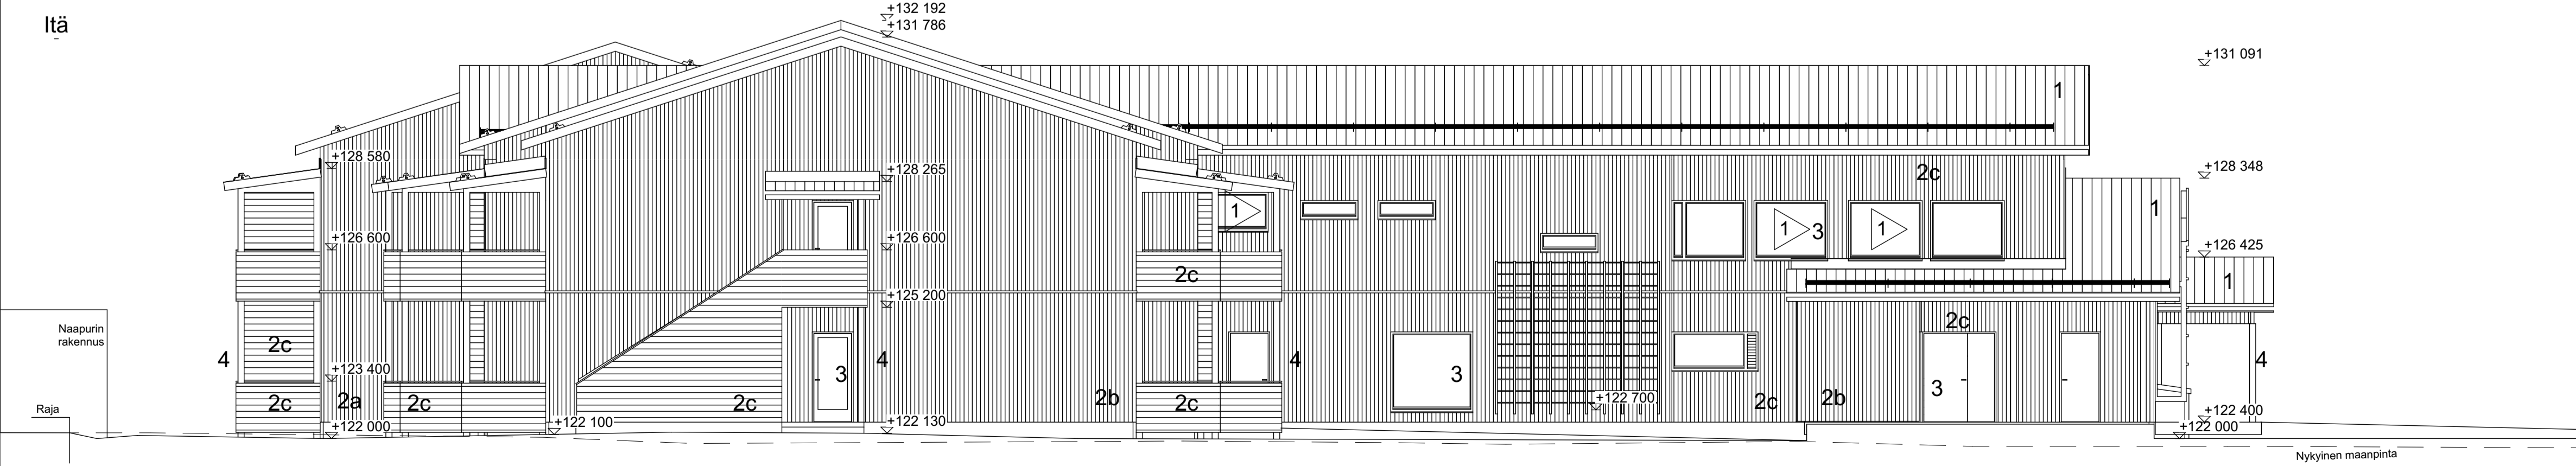 Itä
+132 192
+131 786
+131 091
1
+128 580
+128 265
2c
+128 348
1
1
1
3
1
+126 600
+126 600
+126 425
2c
1
+125 200
Naapurin
rakennus
2c
2c
4
4
4
4
+123 400
3
3
3
2c
2a
2c
2c
2b
2c
+122 700
2c
2b
Raja
+122 000
+122 100
+122 130
+122 400
+122 000
Nykyinen maanpinta